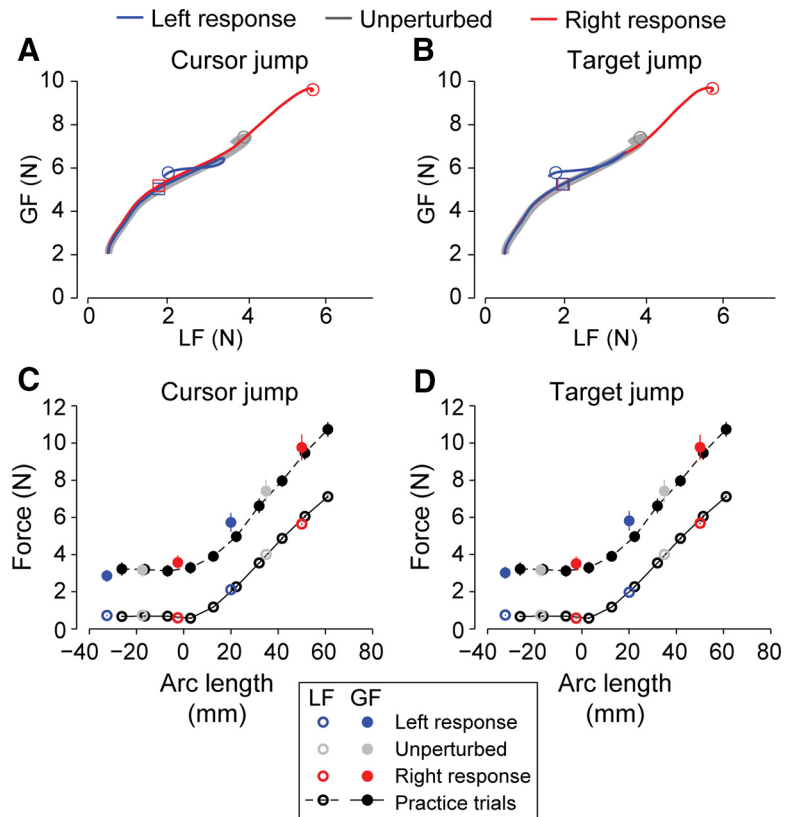 Left response Unperturbed Right response
A Cursor jump
B Target jump
10
8
6
4
2
0
GF (N)
0 2 4 6
LF (N)
10
8
6
4
2
0
GF (N)
0 2 4 6
LF (N)
C Cursor jump
D Target jump
12
10
8
6
4
2
0
Force (N)
−40 −20 0 20 40 60 80
Arc length
(mm)
12
10
8
6
4
2
0
Force (N)
−40 −20 0 20 40 60 80
Arc length
(mm)
LF GF
Left response
Unperturbed
Right response
Practice trials